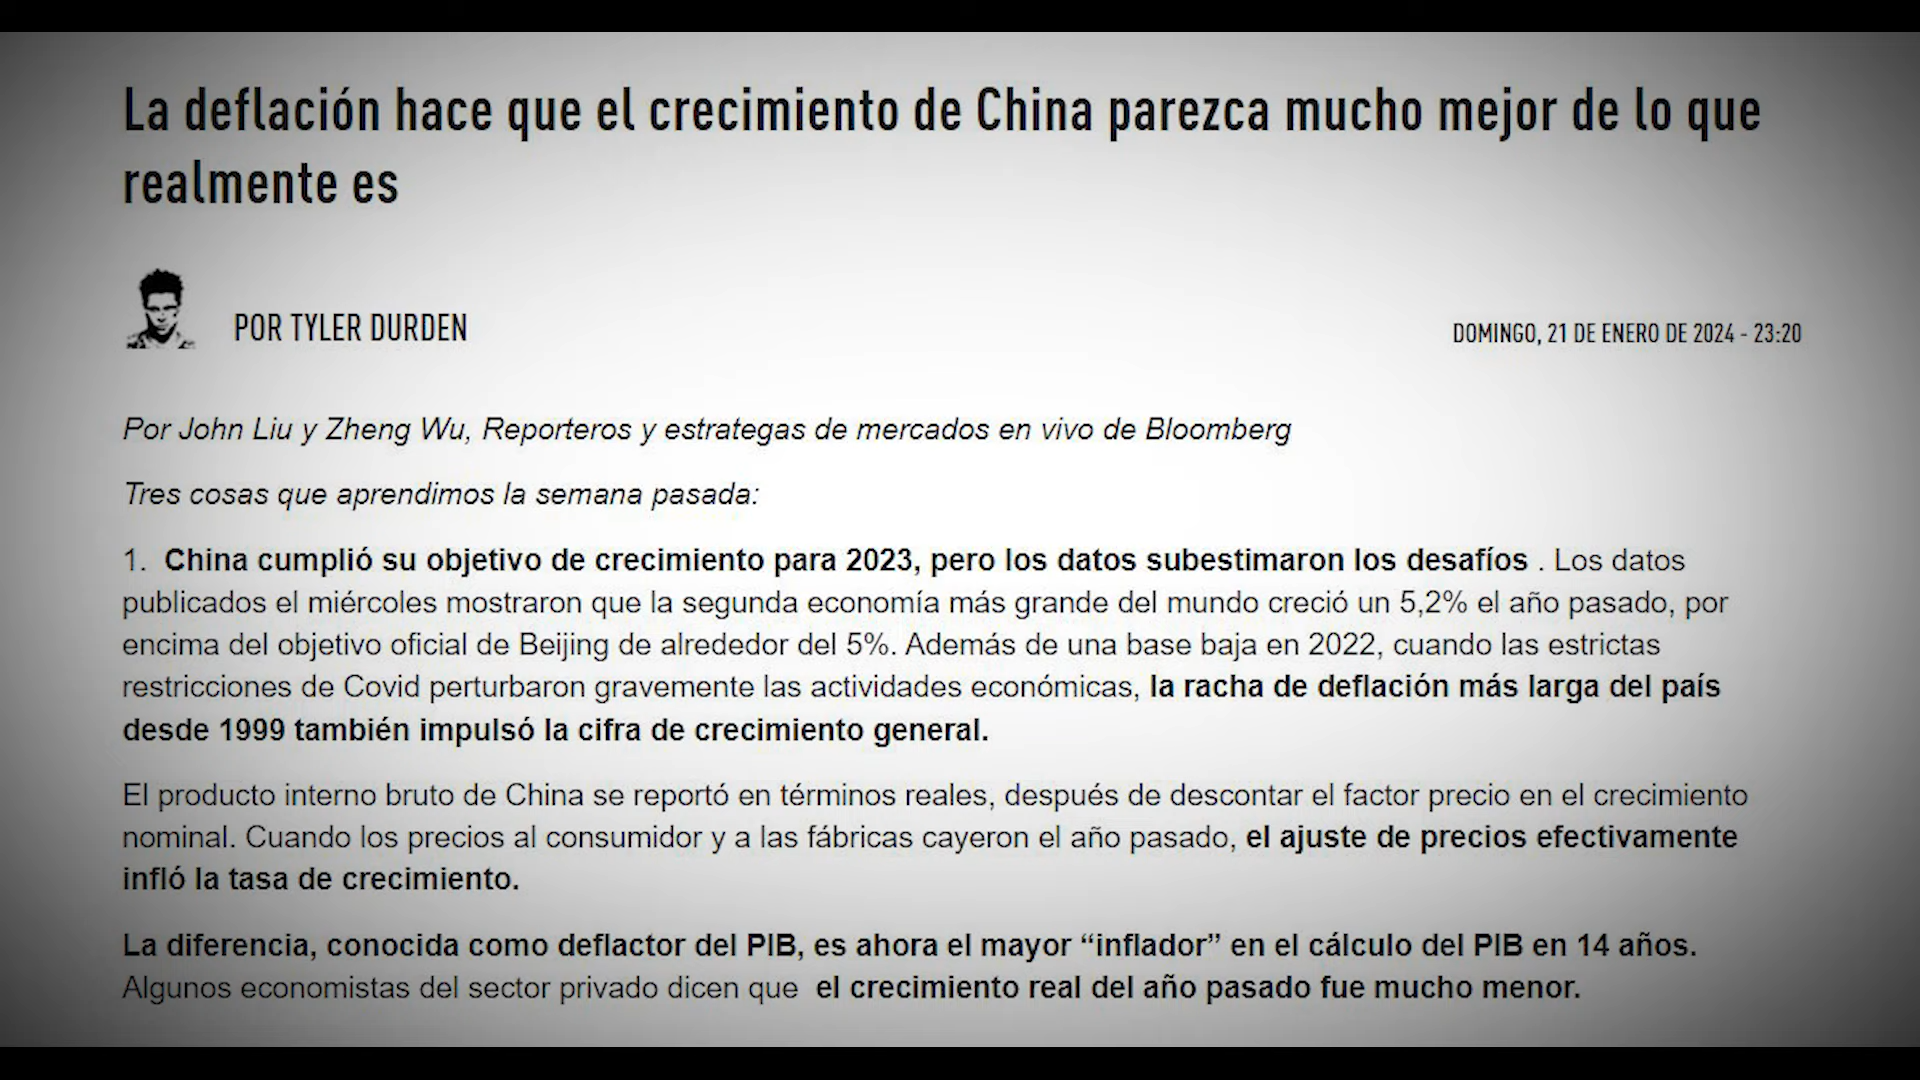 La deflación hace que el crecimiento de China parezca mucho mejor de lo que
realmente es
POR TYLER DURDEN
DOMINGO, 21 DE ENERO DE 2024 - 23:20
Por John Liu y Zheng Wu, Reporteros y estrategas de mercados en vivo de Bloomberg
Tres cosas que aprendimos la semana pasada:
1. China cumplió su objetivo de crecimiento para 2023, pero los datos subestimaron los desafíos . Los datos
publicados el miércoles mostraron que la segunda economía más grande del mundo creció un 5,2% el año pasado, por
encima del objetivo oficial de Beijing de alrededor del 5%. Además de una base baja en 2022, cuando las estrictas
restricciones de Covid perturbaron gravemente las actividades económicas, la racha de deflación más larga del país
desde 1999 también impulsó la cifra de crecimiento general.
El producto interno bruto de China se reportó en términos reales, después de descontar el factor precio en el crecimiento
nominal. Cuando los precios al consumidor y a las fábricas cayeron el año pasado, el ajuste de precios efectivamente
infló la tasa de crecimiento.
La diferencia, conocida como deflactor del PIB, es ahora el mayor “inflador” en el cálculo del PIB en 14 años.
Algunos economistas del sector privado dicen que el crecimiento real del año pasado fue mucho menor.